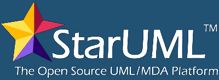 StarUML™
The Open Source UML/MDA Platform